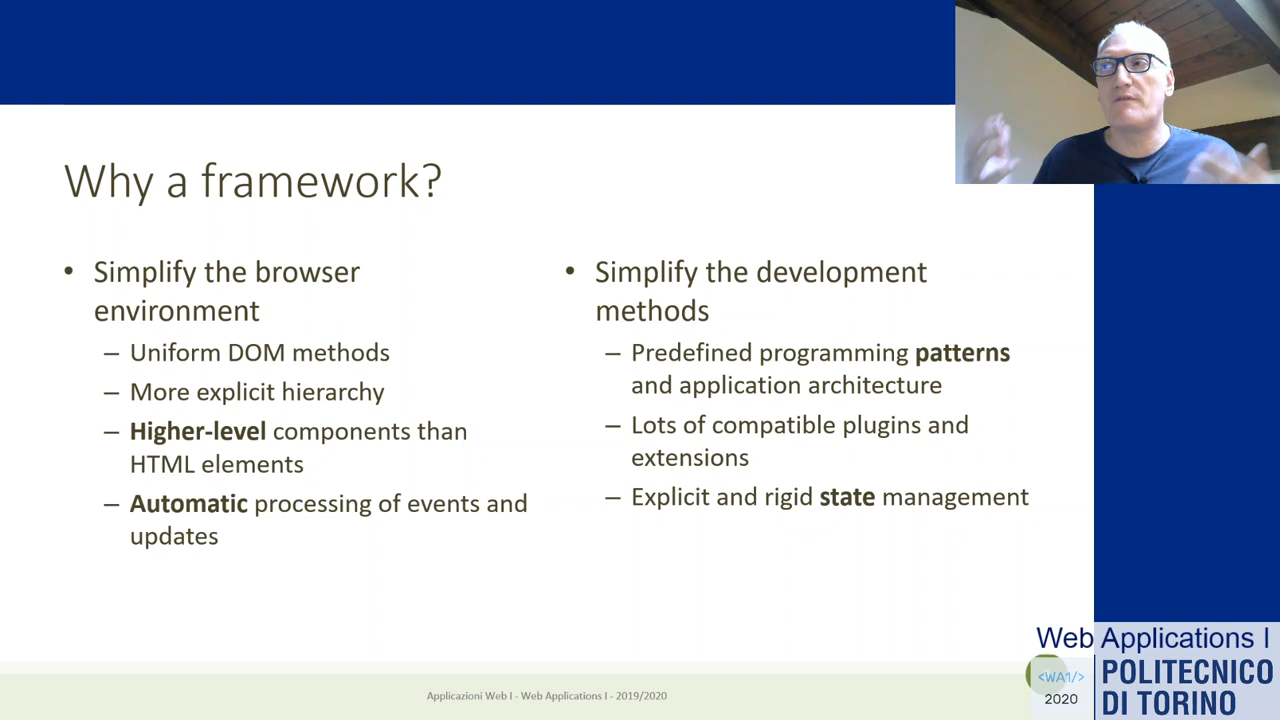 Why a framework?
• Simplify the browser
environment
– Uniform DOM methods
– More explicit hierarchy
– Higher-level components than
HTML elements
– Automatic processing of events and
updates
• Simplify the development
methods
– Predefined programming patterns
and application architecture
– Lots of compatible plugins and
extensions
– Explicit and rigid state management
Applicazioni Web I - Web Applications I - 2019/2020
Web Applications I
<WA1/>
2020
POLITECNICO
DI TORINO